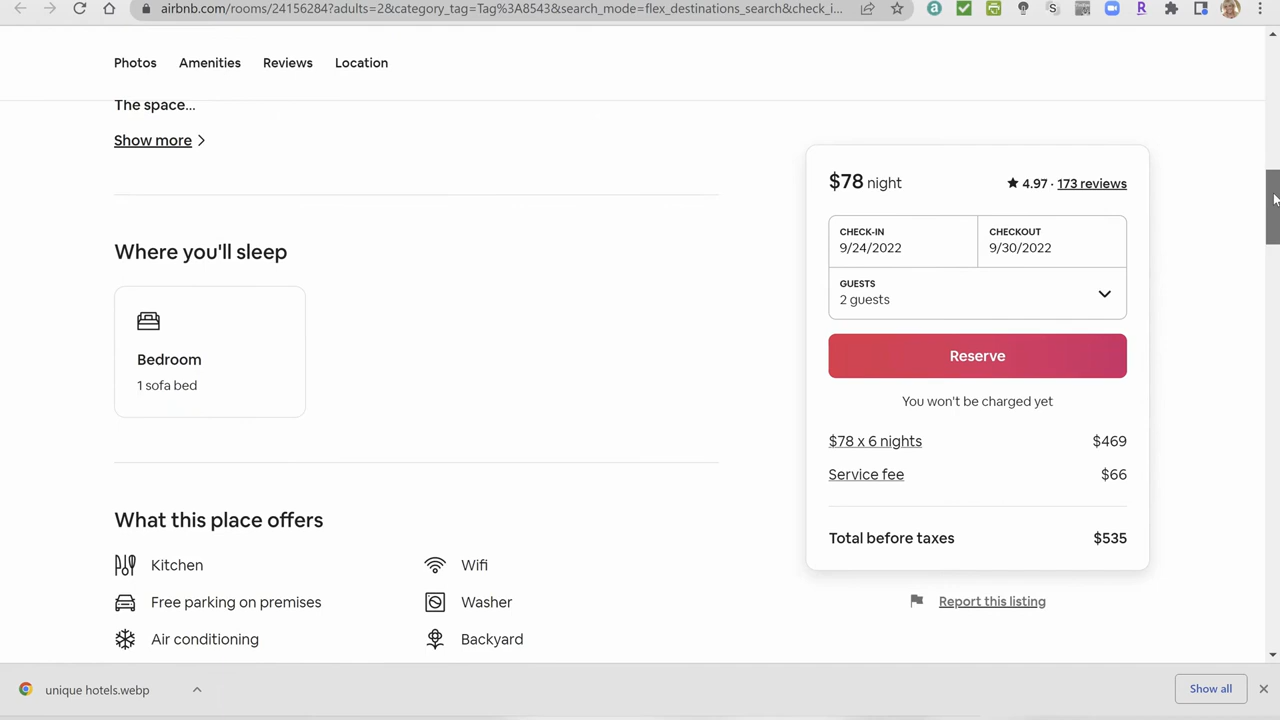 airbnb.com/rooms/24156284?adults=2&category_tag=Tag%3A8543&search_mode=flex_destinations_search&check_i...
Photos
Amenities
Reviews
Location
The space...
Show more
$78 night
4.97 · 173 reviews
CHECK-IN
9/24/2022
CHECKOUT
9/30/2022
GUESTS
2 guests
Reserve
You won't be charged yet
$78 x 6 nights
$469
Service fee
$66
Total before taxes
$535
Report this listing
Where you'll sleep
Bedroom
1 sofa bed
What this place offers
Kitchen
Wifi
Free parking on premises
Washer
Air conditioning
Backyard
unique hotels.webp
Show all